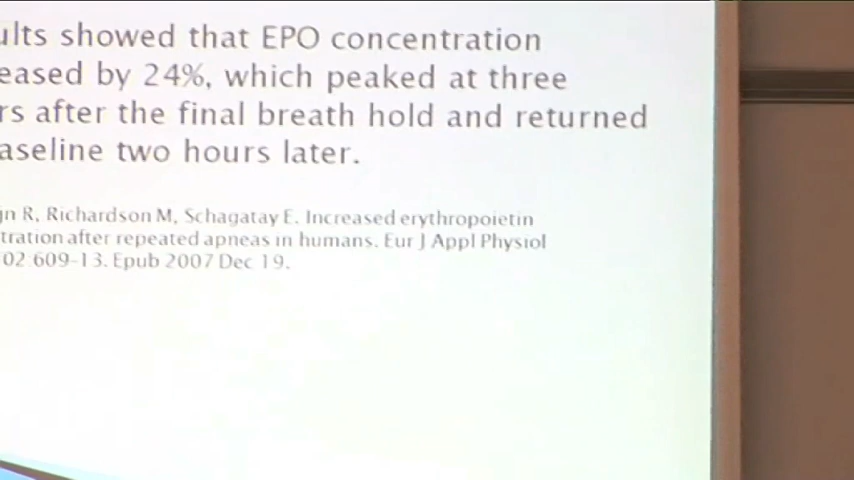 ults showed that EPO concentration
eased by 24%, which peaked at three
rs after the final breath hold and returned
aseline two hours later.
jn R, Richardson M, Schagatay E. Increased erythropoietin
tration after repeated apneas in humans. Eur J Appl Physiol
02:609-13. Epub 2007 Dec 19.